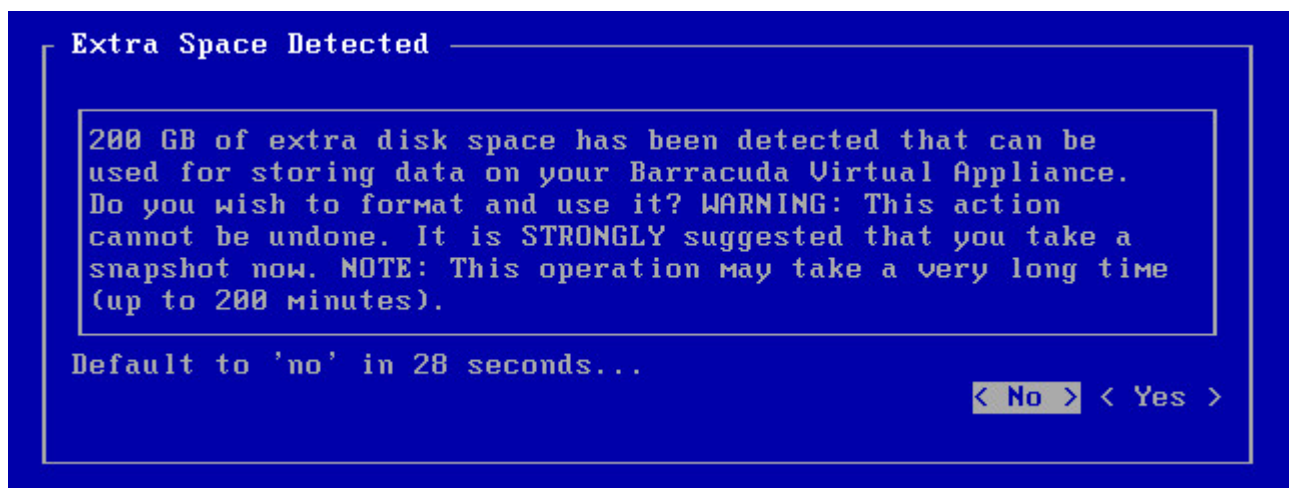 Extra Space Detected
200 GB of extra disk space has been detected that can be
used for storing data on your Barracuda Virtual Appliance.
Do you wish to format and use it? WARNING: This action
cannot be undone. It is STRONGLY suggested that you take a
snapshot now. NOTE: This operation may take a very long time
(up to 200 minutes).
Default to 'no' in 28 seconds...
< No > < Yes >